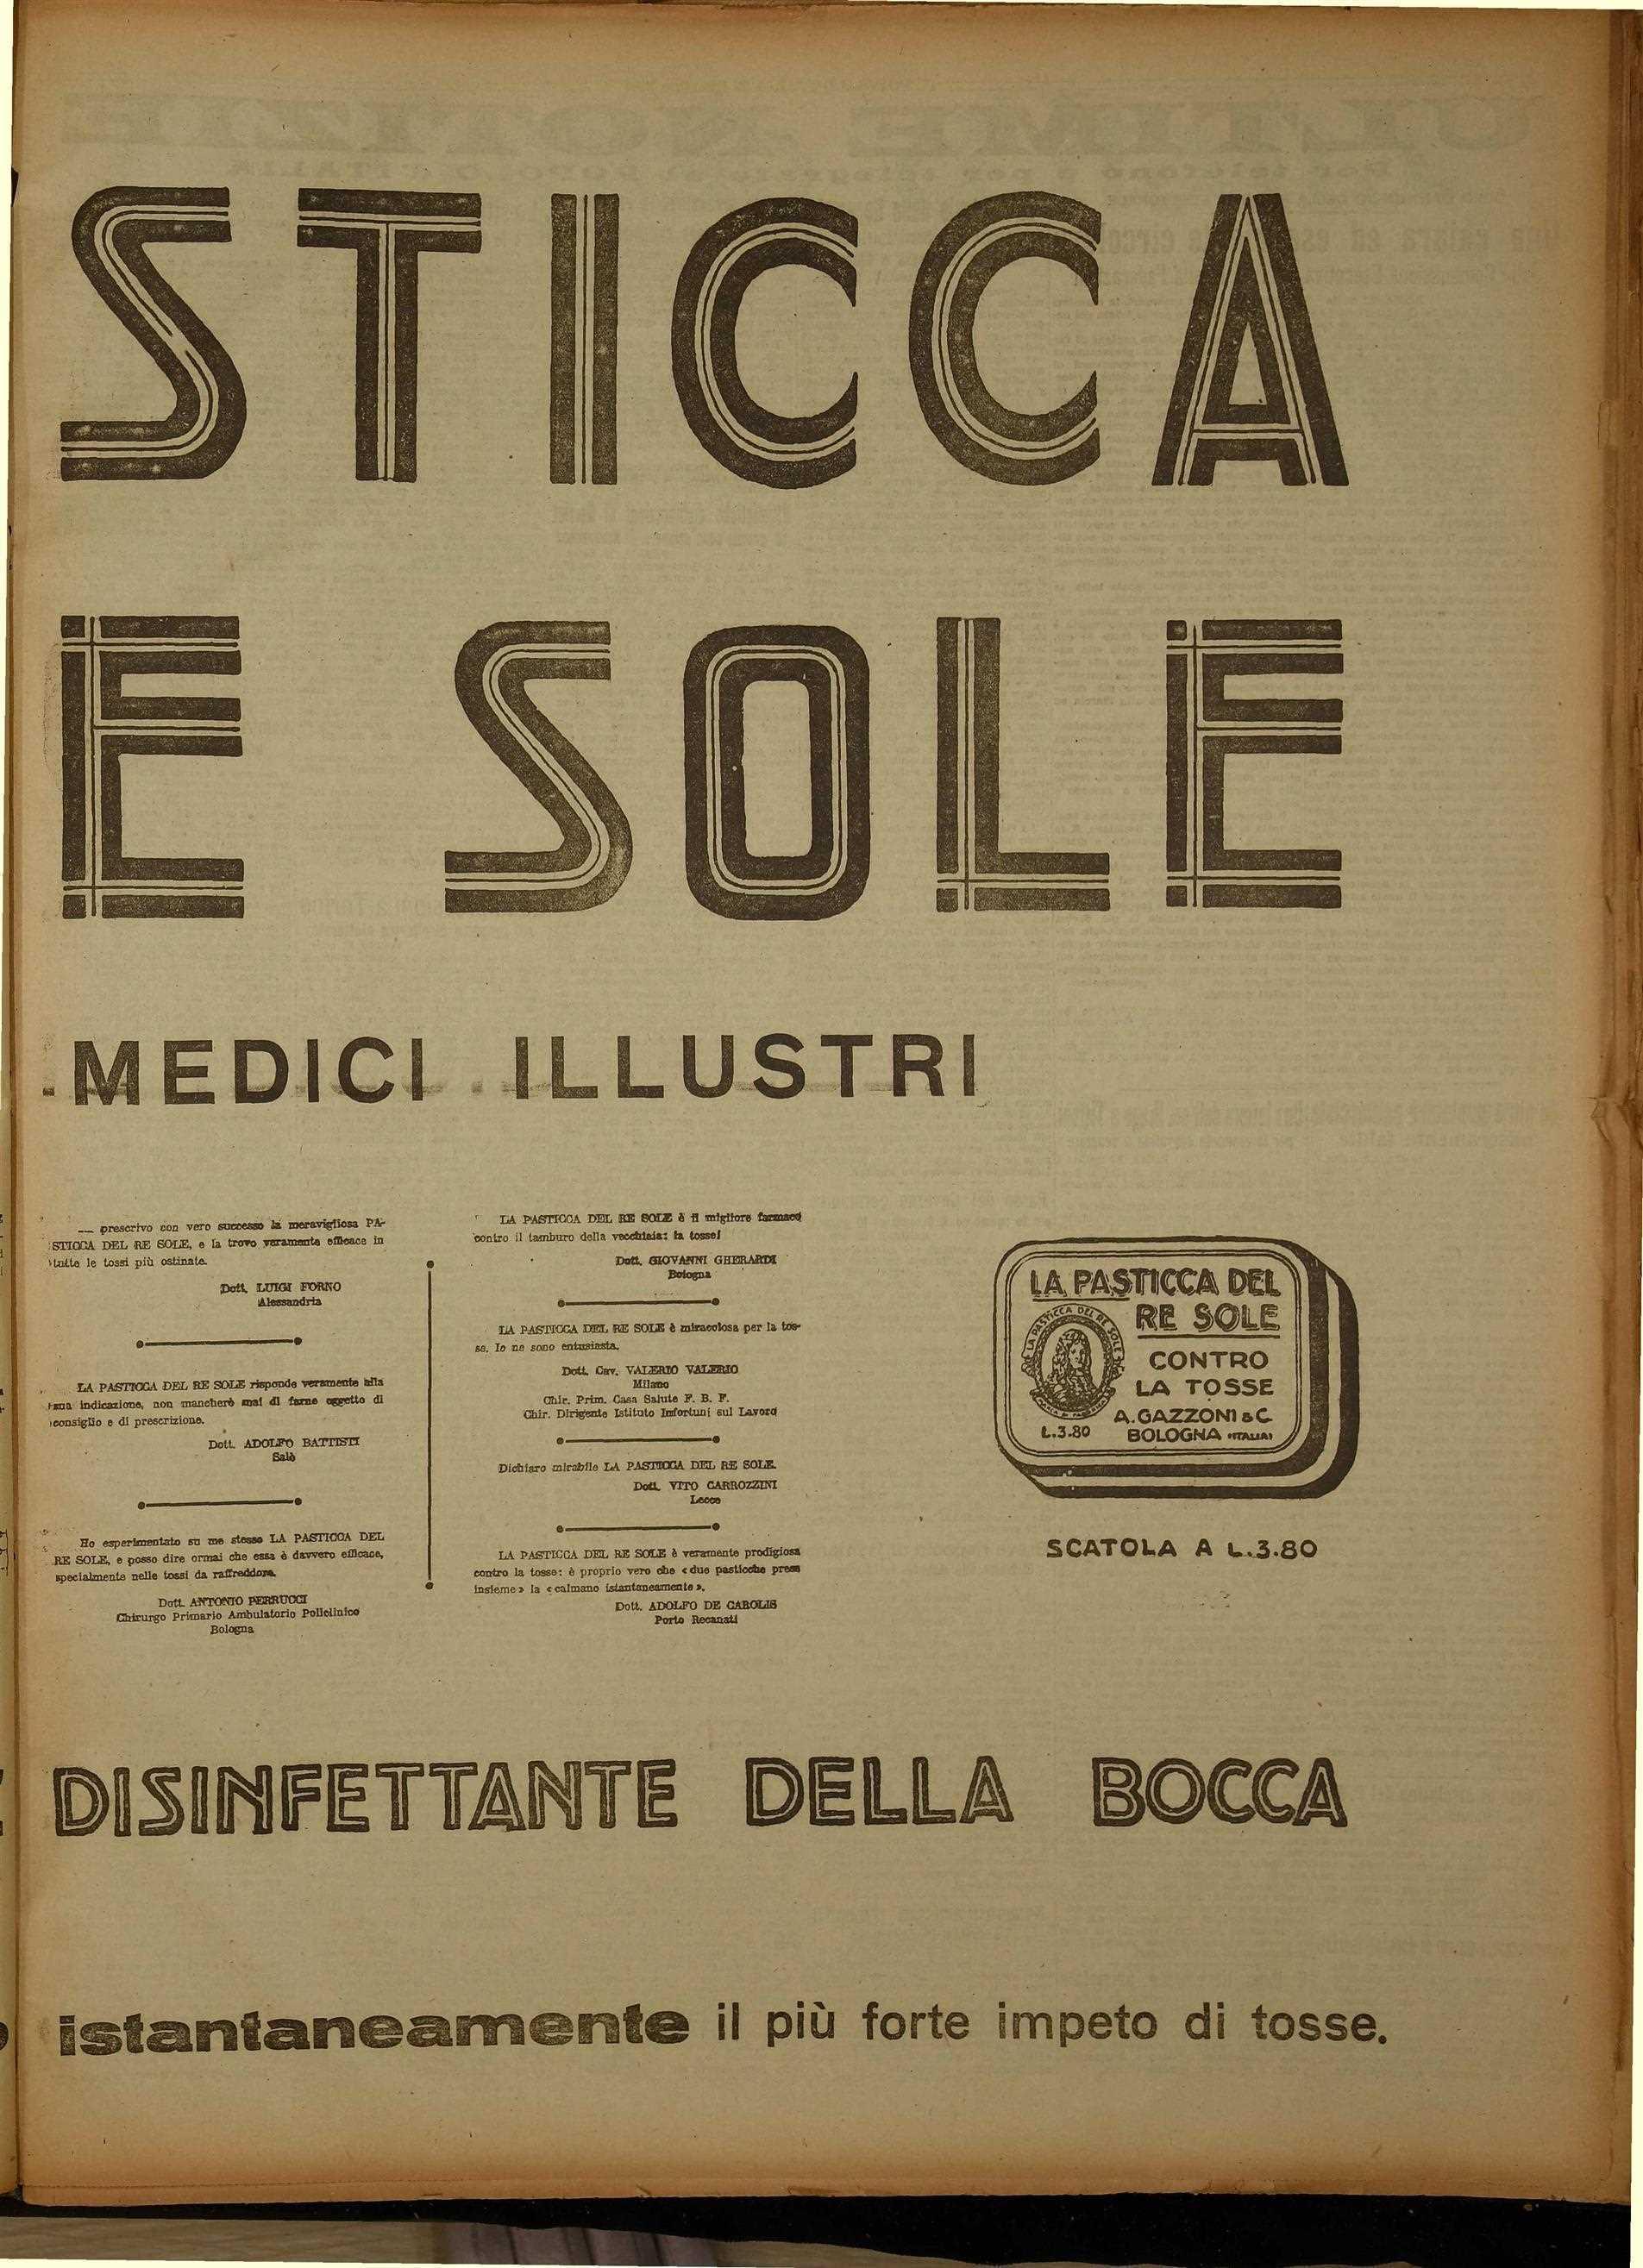 STICCA
E SOLE
MEDICI ILLUSTRI
prescrivo con vero successo la meravigliosa PA-
STICCA DEL RE SOLE, e la trovo veramente efficace in
tutte le tossi più ostinate.
Dott. LUIGI FORNO
Alessandria
LA PASTICCA DEL RE SOLE risponde veramente alla
sua indicazione, non mancherò mai di farne oggetto di
consiglio e di prescrizione.
Dott. ADOLFO BATTISTI
Salò
Ho esperimentato su me stesso LA PASTICCA DEL
RE SOLE, e posso dire ormai che essa è davvero efficace,
specialmente nelle tossi da raffreddore.
Dott. ANTONIO PERRUCCI
Chirurgo Primario Ambulatorio Policlinico
Bologna
LA PASTICCA DEL RE SOLE è il migliore farmaco
contro il tamburo della vecchiaia: la tosse!
Dott. GIOVANNI GHERARDI
Bologna
LA PASTICCA DEL RE SOLE è miracolosa per la tos-
se. Io ne sono entusiasta.
Dott. Cav. VALERIO VALERIO
Milano
Chir. Prim. Casa Salute F. B. F.
Chir. Dirigente Istituto Infortuni sul Lavoro
Dichiaro mirabile LA PASTICCA DEL RE SOLE.
Dott. VITO CARROZZINI
Lecce
LA PASTICCA DEL RE SOLE è veramente prodigiosa
contro la tosse: è proprio vero che «due pasticche prese
insieme» la «calmano istantaneamente».
Dott. ADOLFO DE CAROLIS
Porto Recanati
LA PASTICCA DEL
RE SOLE
CONTRO
LA TOSSE
A. GAZZONI & C.
L.3.80
BOLOGNA (ITALIA)
LA PASTICCA DEL RE SOLE
SCATOLA A L.3.80
DISINFETTANTE DELLA BOCCA
istantaneamente il più forte impeto di tosse.